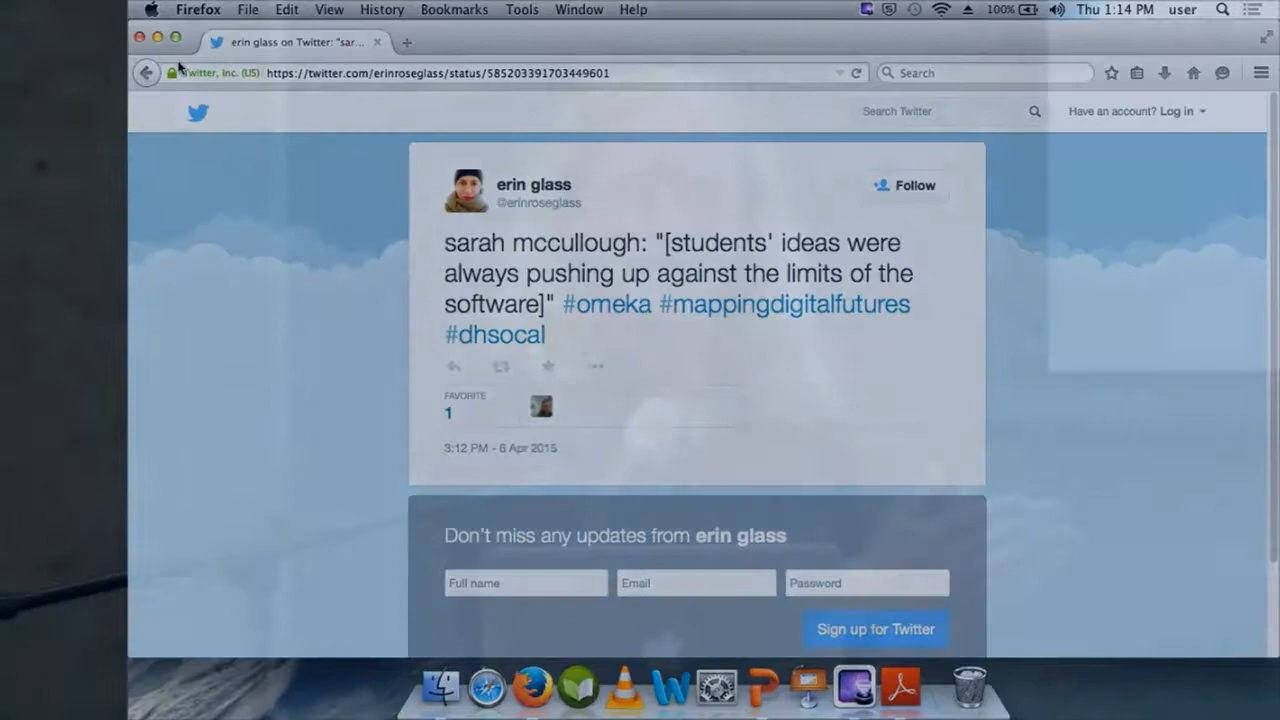 Firefox File Edit View History Bookmarks Tools Window Help 100% Thu 1:14 PM user
erin glass on Twitter: "sar...
Twitter, Inc. (US) https://twitter.com/erinroseglass/status/585203391703449601 Search
Search Twitter Have an account? Log in
erin glass Follow
@erinroseglass
sarah mccullough: "[students' ideas were
always pushing up against the limits of the
software]" #omeka #mappingdigitalfutures
#dhsocal
FAVORITE
1
3:12 PM - 6 Apr 2015
Don't miss any updates from erin glass
Full name Email Password
Sign up for Twitter